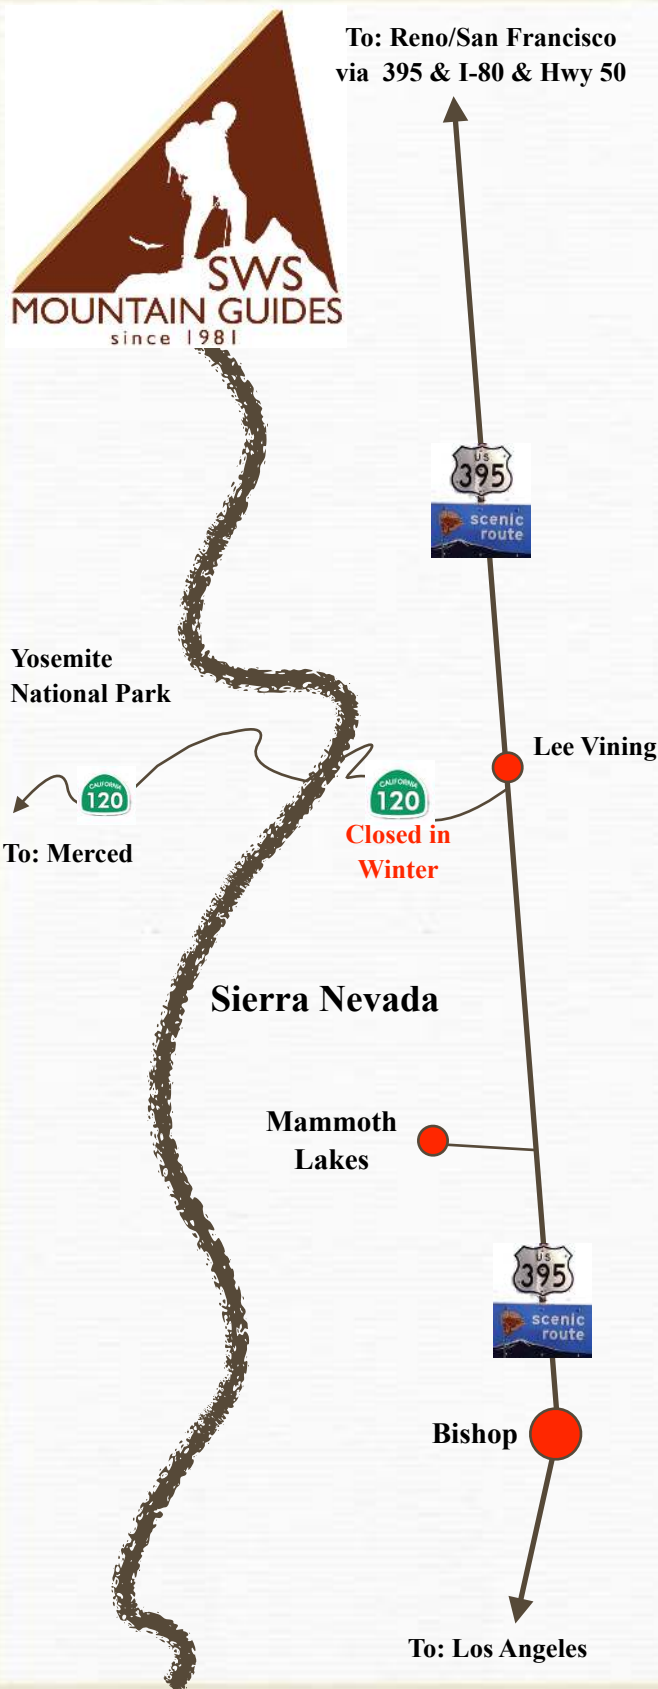 To: Reno/San Francisco
via 395 & I-80 & Hwy 50
SWS
MOUNTAIN GUIDES
since 1981
US
395
scenic
route
Yosemite
National Park
Lee Vining
CALIFORNIA
120
CALIFORNIA
120
To: Merced
Closed in
Winter
Sierra Nevada
Mammoth
Lakes
US
395
scenic
route
Bishop
To: Los Angeles